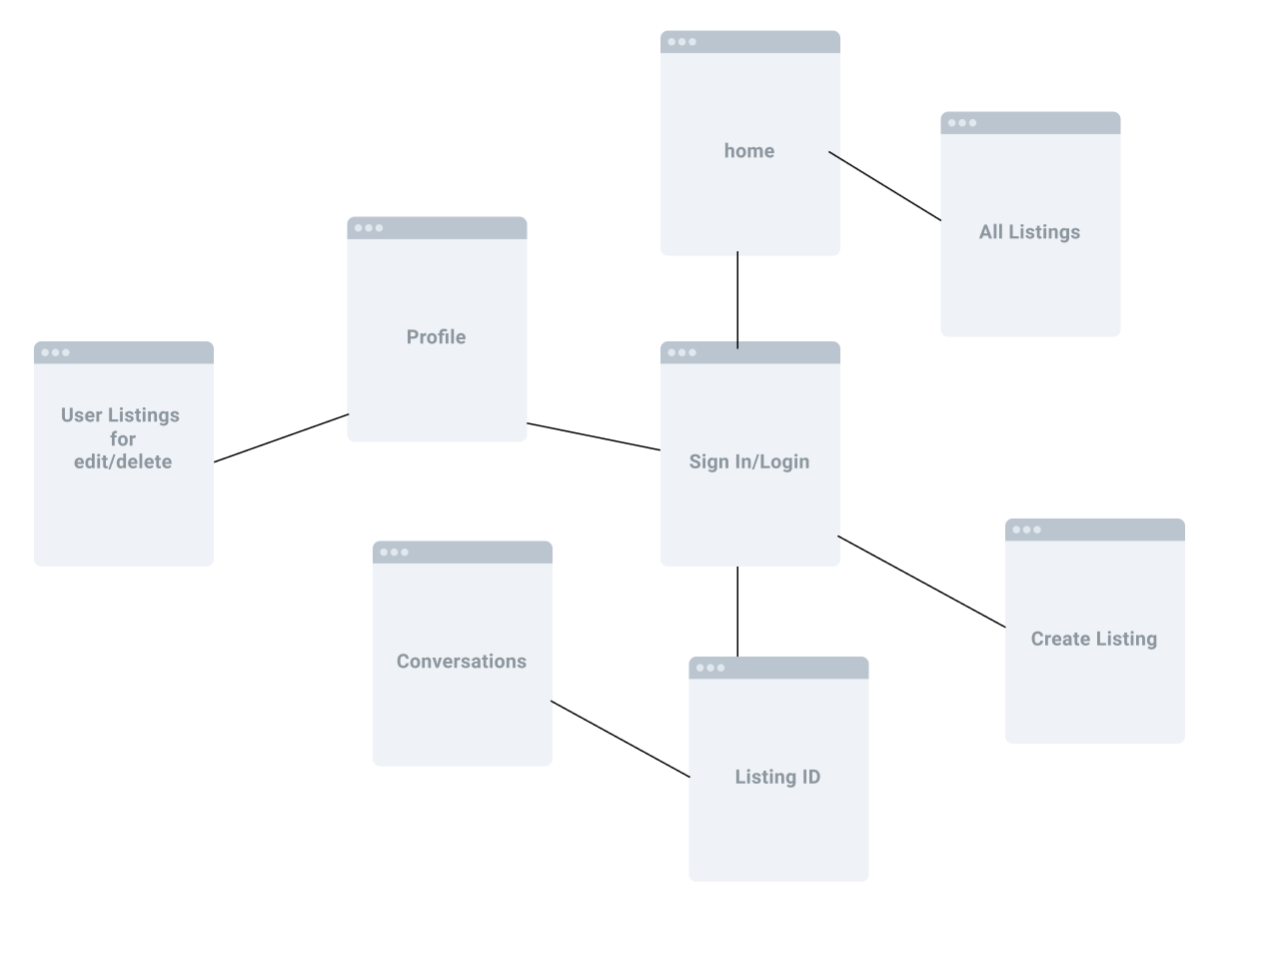 home
All Listings
Profile
User Listings
for
edit/delete
Sign In/Login
Create Listing
Conversations
Listing ID